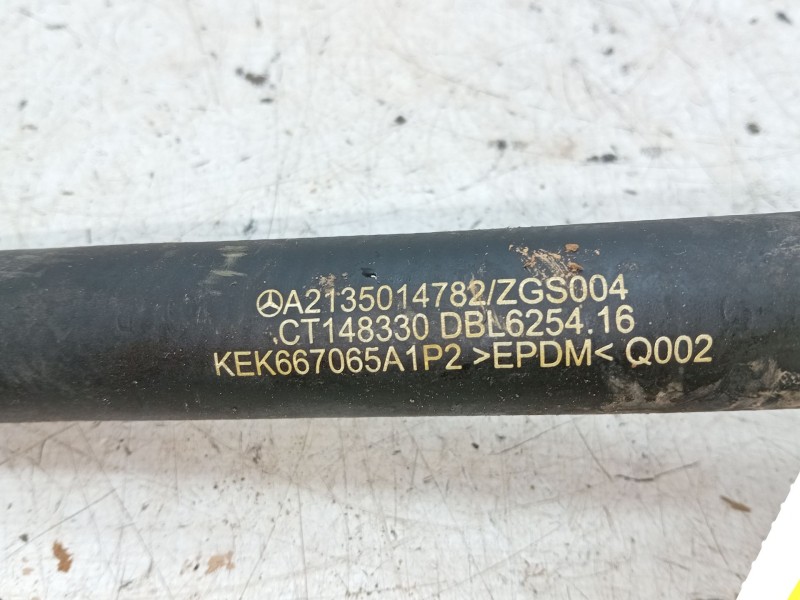 A2135014782/ZGS004
CT148330 DBL6254.16
KEK667065A1P2 >EPDM< Q002